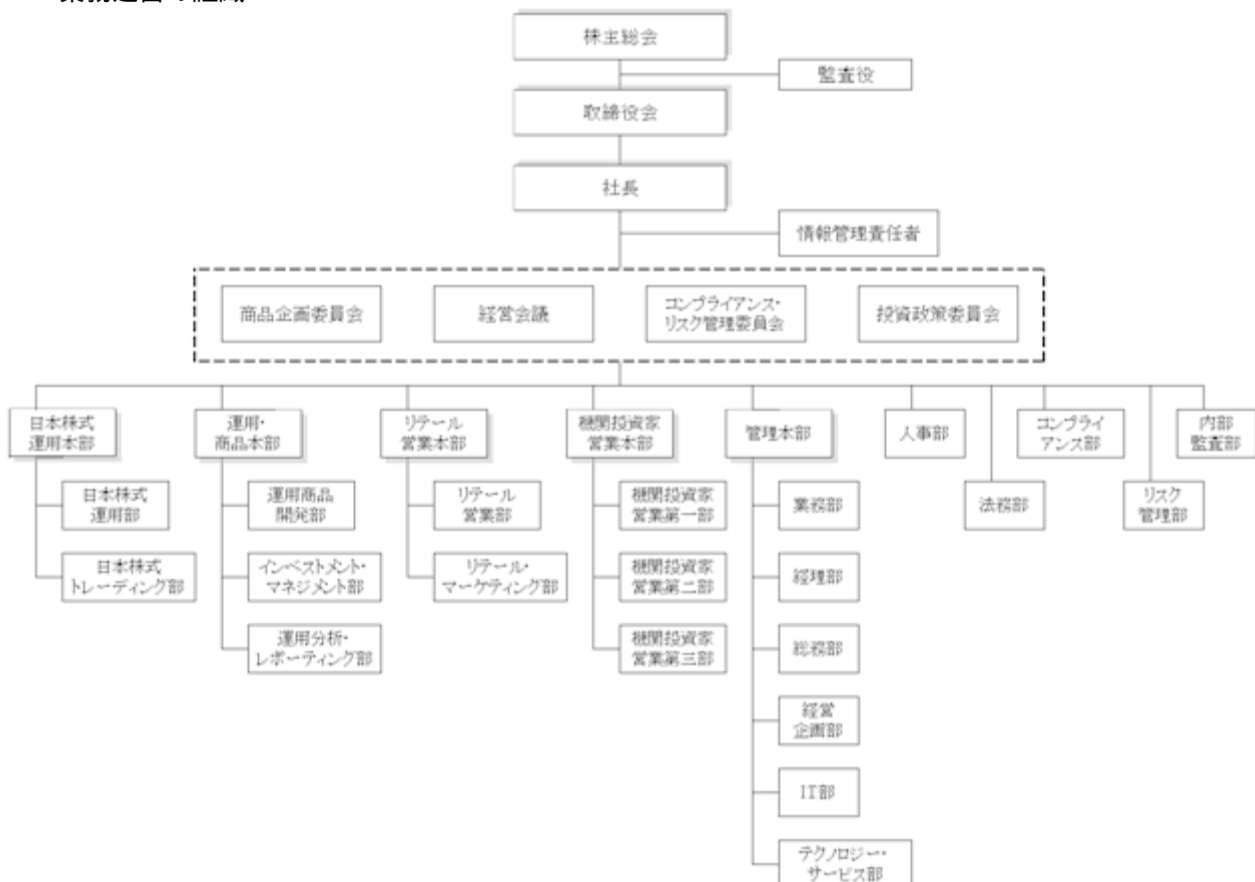 株主総会
監査役
取締役会
社長
情報管理責任者
商品企画委員会
経営会議
コンプライアンス・
リスク管理委員会
投資政策委員会
日本株式
運用本部
運用・
商品本部
リテール
営業本部
機関投資家
営業本部
管理本部
人事部
コンプライ
アンス部
内部
監査部
日本株式
運用部
運用商品
開発部
リテール
営業部
機関投資家
営業第一部
業務部
法務部
リスク
管理部
日本株式
トレーディング部
インベストメント・
マネジメント部
リテール・
マーケティング部
機関投資家
営業第二部
経理部
運用分析・
レポーティング部
機関投資家
営業第三部
総務部
経営
企画部
IT部
テクノロジー・
サービス部